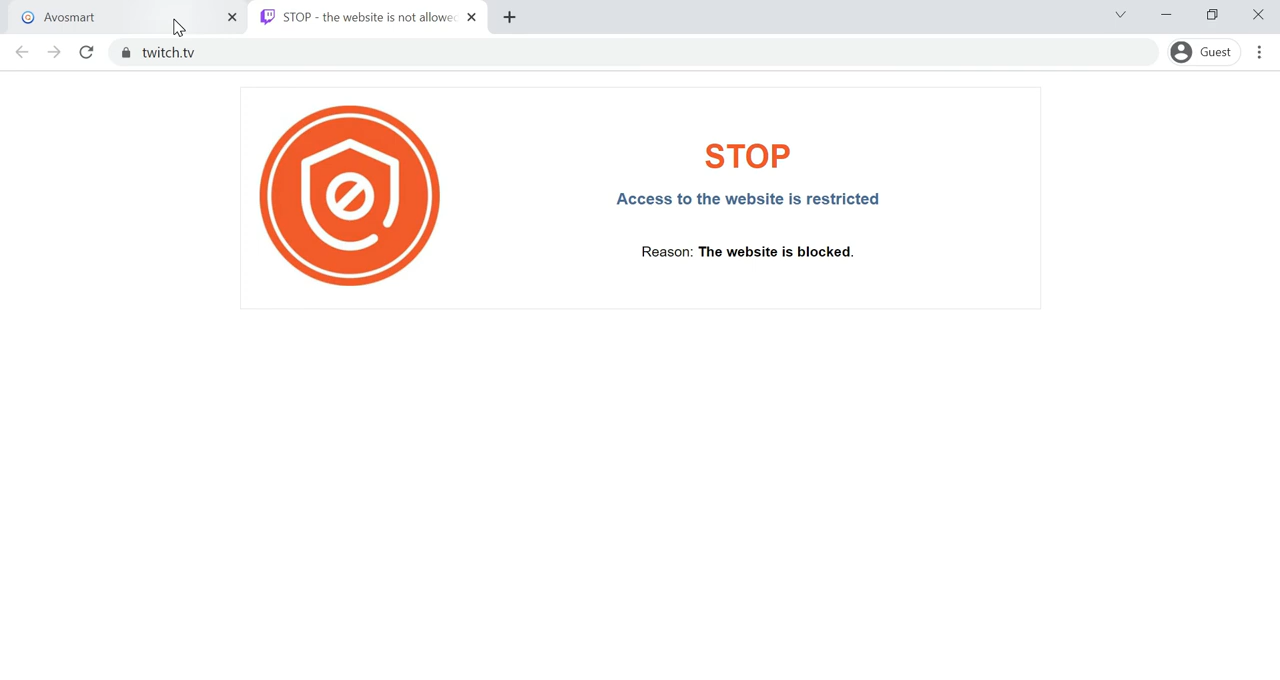 Avosmart
STOP - the website is not allowe
twitch.tv
Guest
STOP
Access to the website is restricted
Reason: The website is blocked.